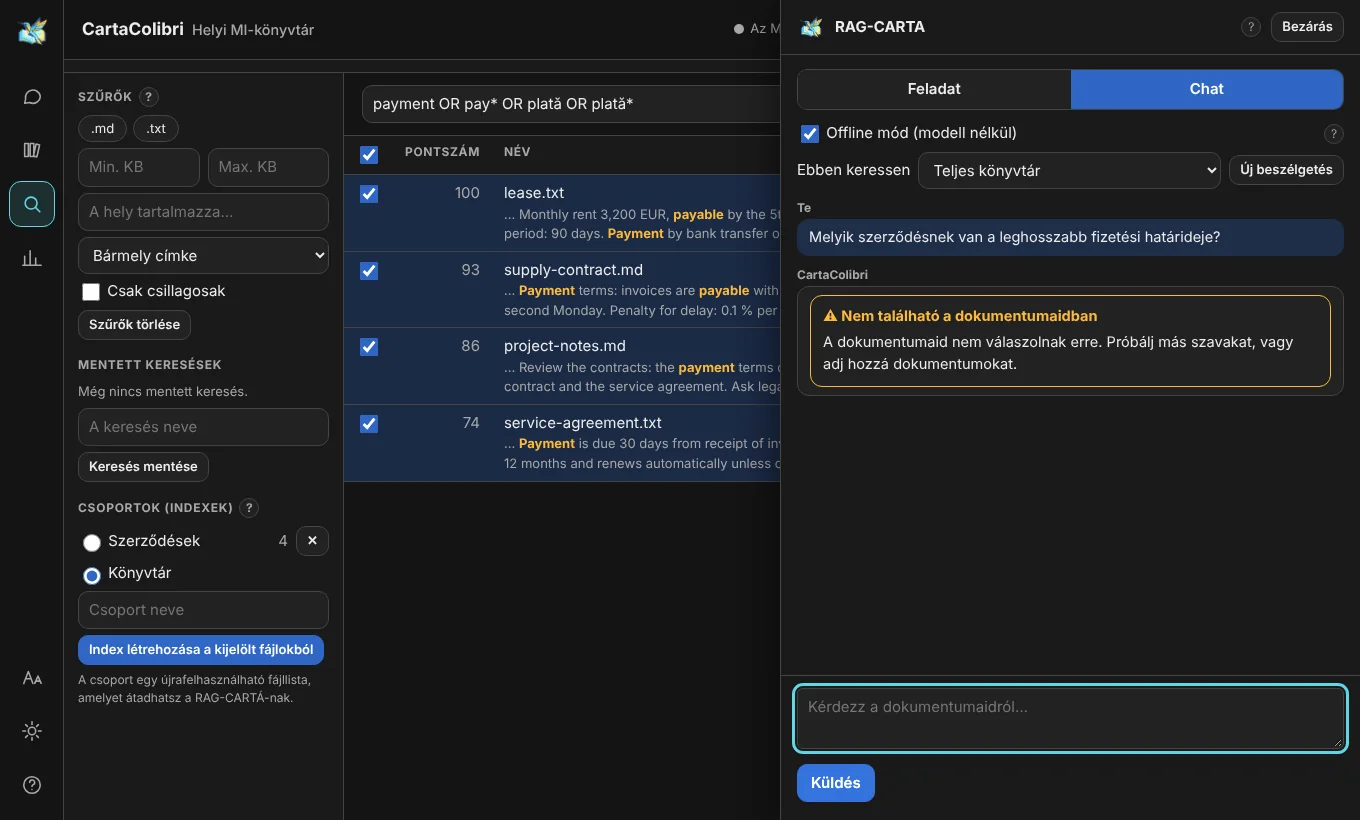 CartaColibri Helyi MI-könyvtár
Az M
SZŰRŐK ?
.md .txt
Min. KB Max. KB
A hely tartalmazza...
Bármely címke
Csak csillagosak
Szűrők törlése
MENTETT KERESÉSEK
Még nincs mentett keresés.
A keresés neve
Keresés mentése
CSOPORTOK (INDEXEK) ?
Szerződések 4 ✕
Könyvtár
Csoport neve
Index létrehozása a kijelölt fájlokból
A csoport egy újrafelhasználható fájllista,
amelyet átadhatsz a RAG-CARTÁ-nak.
payment OR pay* OR plată OR plată*
PONTSZÁM NÉV
100 lease.txt
... Monthly rent 3,200 EUR, payable by the 5t
period: 90 days. Payment by bank transfer o
93 supply-contract.md
... Payment terms: invoices are payable with
second Monday. Penalty for delay: 0.1 % per
86 project-notes.md
... Review the contracts: the payment terms
contract and the service agreement. Ask lega
74 service-agreement.txt
... Payment is due 30 days from receipt of in
12 months and renews automatically unless
RAG-CARTA ? Bezárás
Feladat Chat
Offline mód (modell nélkül) ?
Ebben keressen Teljes könyvtár Új beszélgetés
Te
Melyik szerződésnek van a leghosszabb fizetési határideje?
CartaColibri
⚠ Nem található a dokumentumaidban
A dokumentumaid nem válaszolnak erre. Próbálj más szavakat, vagy
adj hozzá dokumentumokat.
Kérdezz a dokumentumaidról...
Küldés
AA
?